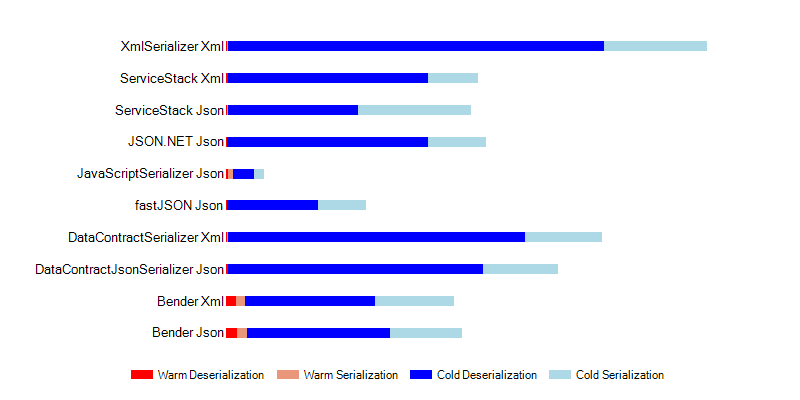 XmlSerializer Xml
ServiceStack Xml
ServiceStack Json
JSON.NET Json
JavaScriptSerializer Json
fastJSON Json
DataContractSerializer Xml
DataContractJsonSerializer Json
Bender Xml
Bender Json
Warm Deserialization Warm Serialization Cold Deserialization Cold Serialization